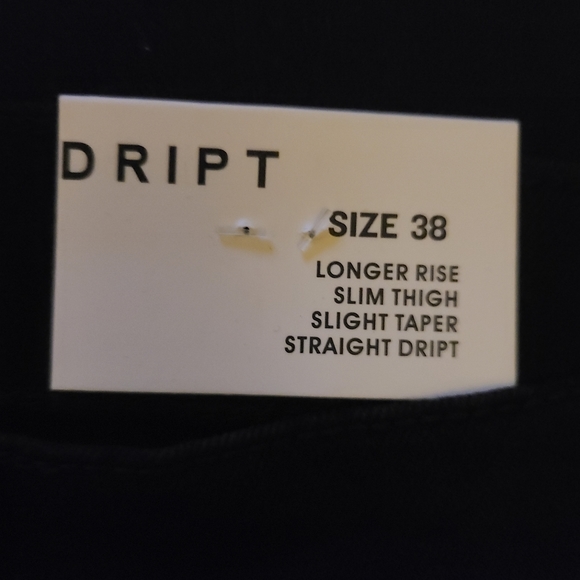 DRIPT
SIZE 38
LONGER RISE
SLIM THIGH
SLIGHT TAPER
STRAIGHT DRIPT